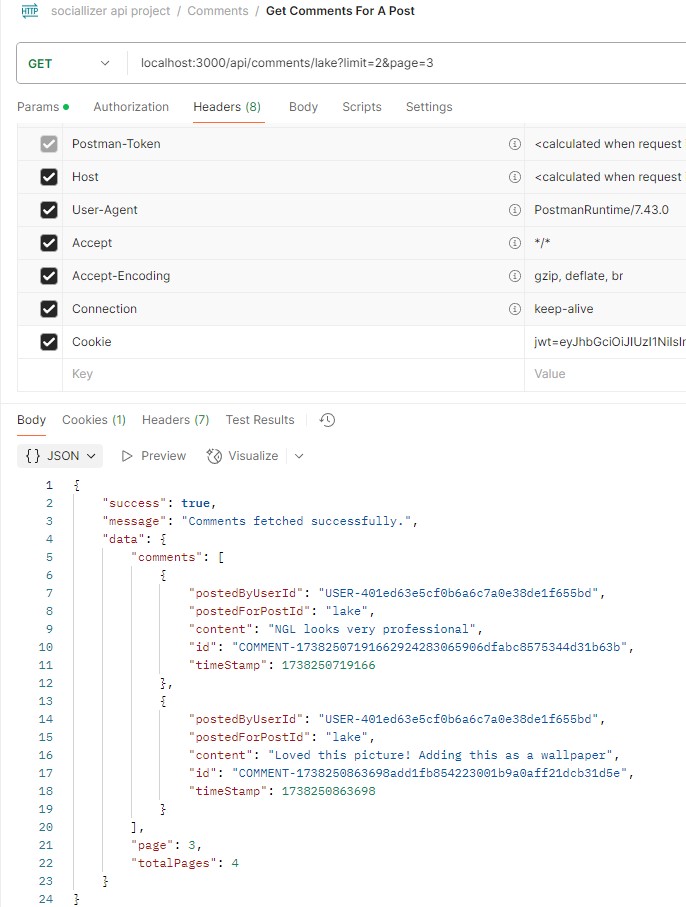 HTTP sociallizer api project / Comments / Get Comments For A Post
GET localhost:3000/api/comments/lake?limit=2&page=3
Params Authorization Headers (8) Body Scripts Settings
Postman-Token <calculated when request
Host <calculated when request
User-Agent PostmanRuntime/7.43.0
Accept */*
Accept-Encoding gzip, deflate, br
Connection keep-alive
Cookie jwt=eyJhbGciOiJIUzI1NiIsIr
Key Value
Body Cookies (1) Headers (7) Test Results
{} JSON Preview Visualize
1 {
2 "success": true,
3 "message": "Comments fetched successfully.",
4 "data": {
5 "comments": [
6 {
7 "postedByUserId": "USER-401ed63e5cf0b6a6c7a0e38de1f655bd",
8 "postedForPostId": "lake",
9 "content": "NGL looks very professional",
10 "id": "COMMENT-17382507191662924283065906dfabc8575344d31b63b",
11 "timeStamp": 1738250719166
12 },
13 {
14 "postedByUserId": "USER-401ed63e5cf0b6a6c7a0e38de1f655bd",
15 "postedForPostId": "lake",
16 "content": "Loved this picture! Adding this as a wallpaper",
17 "id": "COMMENT-1738250863698add1fb854223001b9a0aff21dcb31d5e",
18 "timeStamp": 1738250863698
19 }
20 ],
21 "page": 3,
22 "totalPages": 4
23 }
24 }